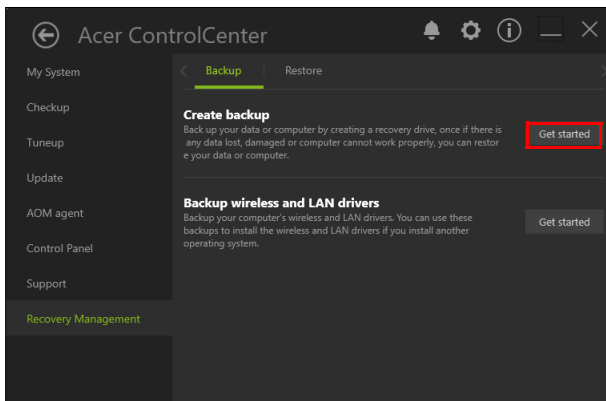 Acer ControlCenter
My System
Checkup
Tuneup
Update
AOM agent
Control Panel
Support
Recovery Management
Backup
Restore
Create backup
Back up your data or computer by creating a recovery drive, once if there is
any data lost, damaged or computer cannot work properly, you can restor
e your data or computer.
Get started
Backup wireless and LAN drivers
Backup your computer's wireless and LAN drivers. You can use these
backups to install the wireless and LAN drivers if you install another
operating system.
Get started